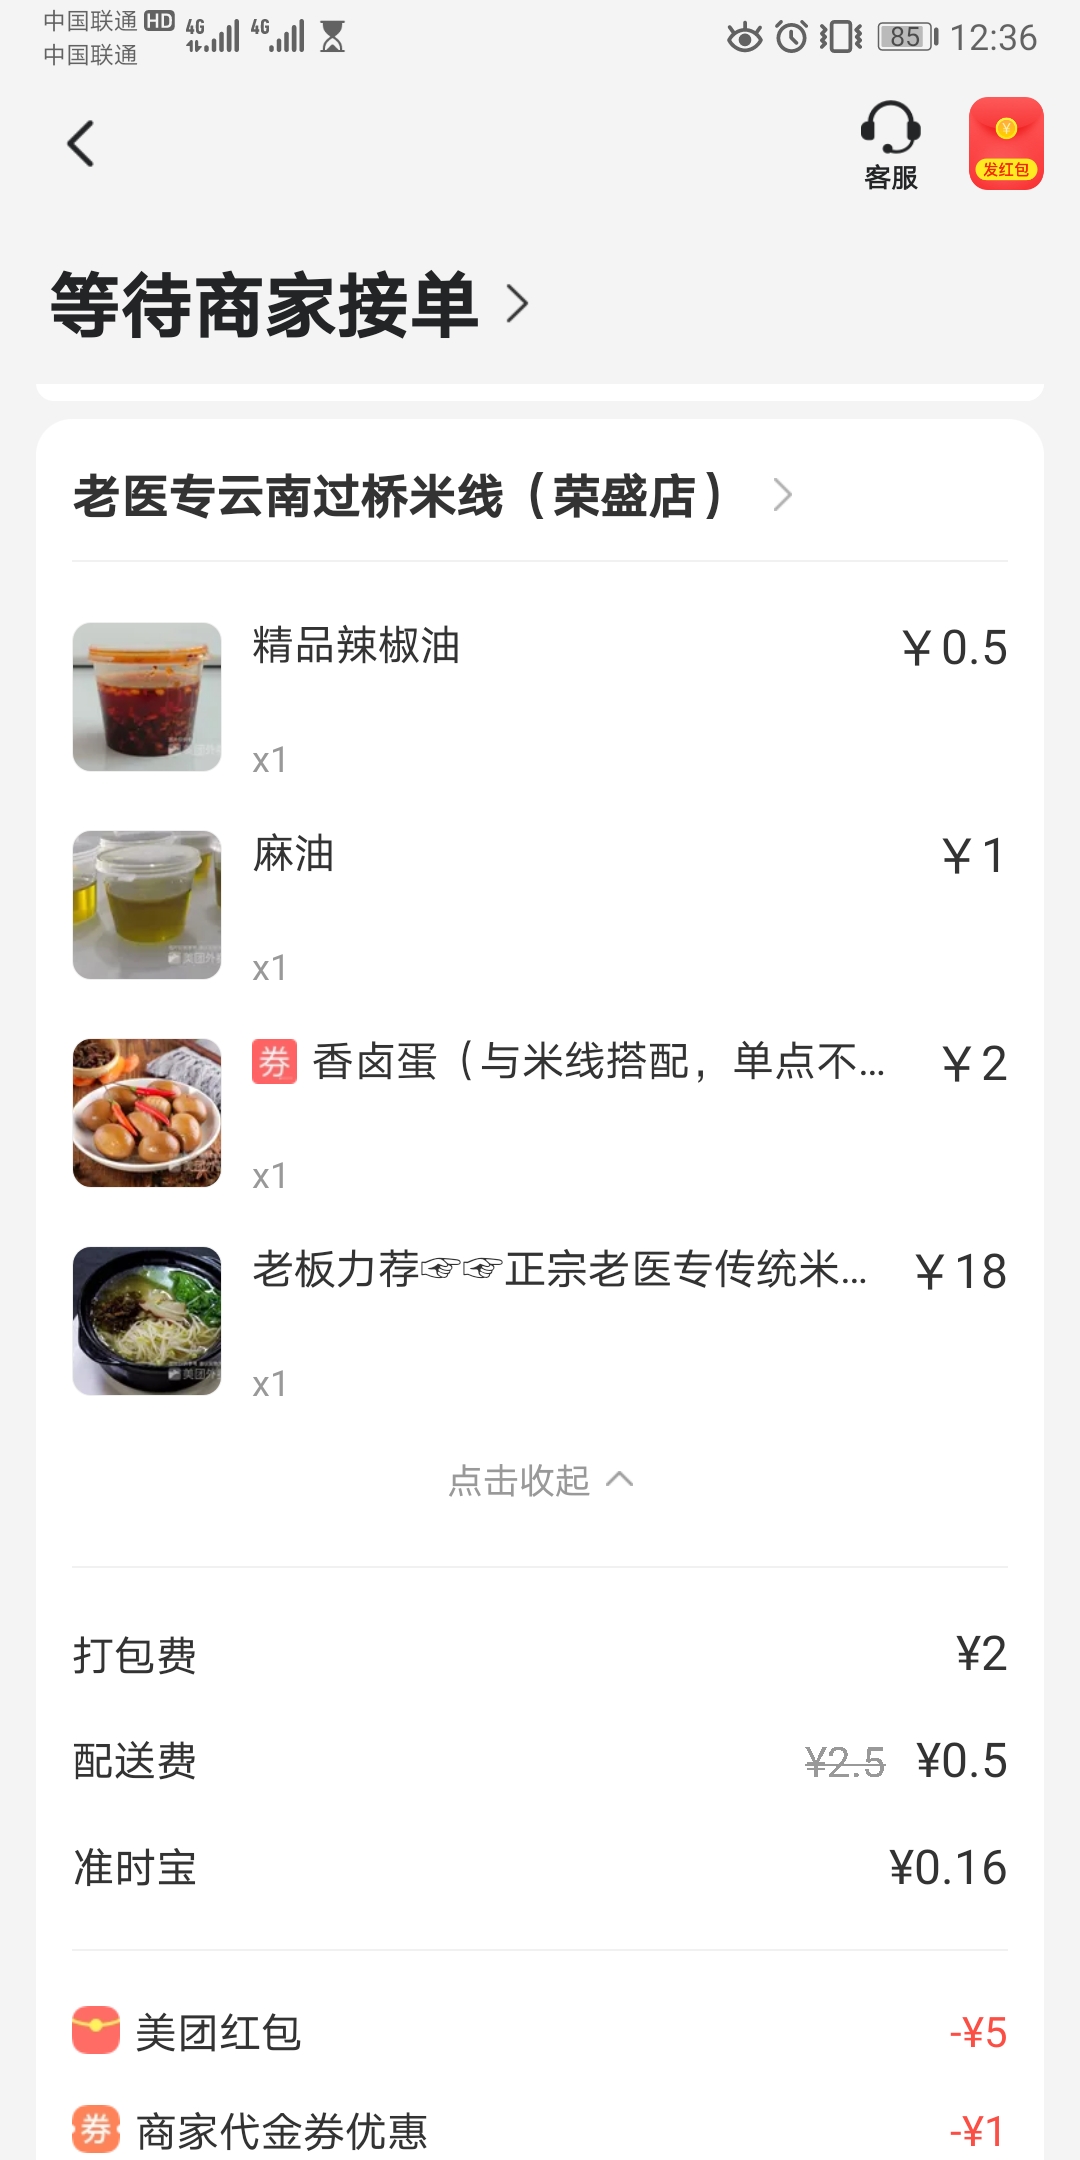 中国联通 HD 4G 4G 85 12:36
中国联通
客服
发红包
等待商家接单
老医专云南过桥米线（荣盛店）
精品辣椒油 ￥0.5
x1
麻油 ￥1
x1
券 香卤蛋（与米线搭配，单点不... ￥2
x1
老板力荐☞☞正宗老医专传统米... ￥18
x1
点击收起
打包费 ¥2
配送费 ¥2.5 ¥0.5
准时宝 ¥0.16
美团红包 -¥5
券 商家代金券优惠 -¥1